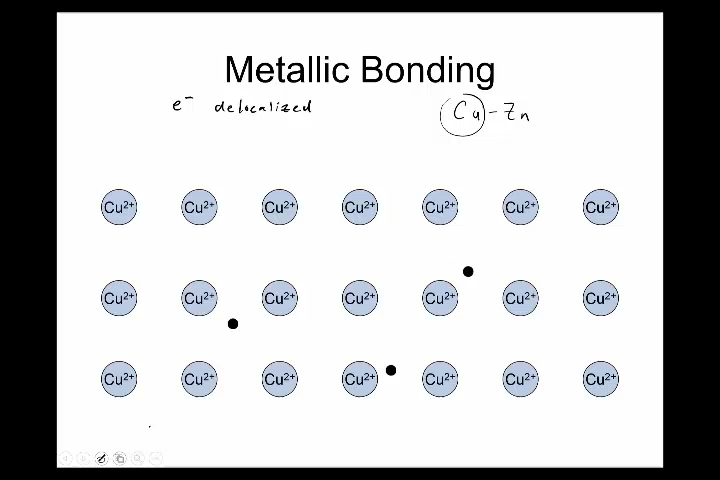 Metallic Bonding
e⁻ delocalized
Cu - Zn
Cu²⁺ Cu²⁺ Cu²⁺ Cu²⁺ Cu²⁺ Cu²⁺ Cu²⁺
Cu²⁺ Cu²⁺ Cu²⁺ Cu²⁺ Cu²⁺ Cu²⁺ Cu²⁺
Cu²⁺ Cu²⁺ Cu²⁺ Cu²⁺ Cu²⁺ Cu²⁺ Cu²⁺